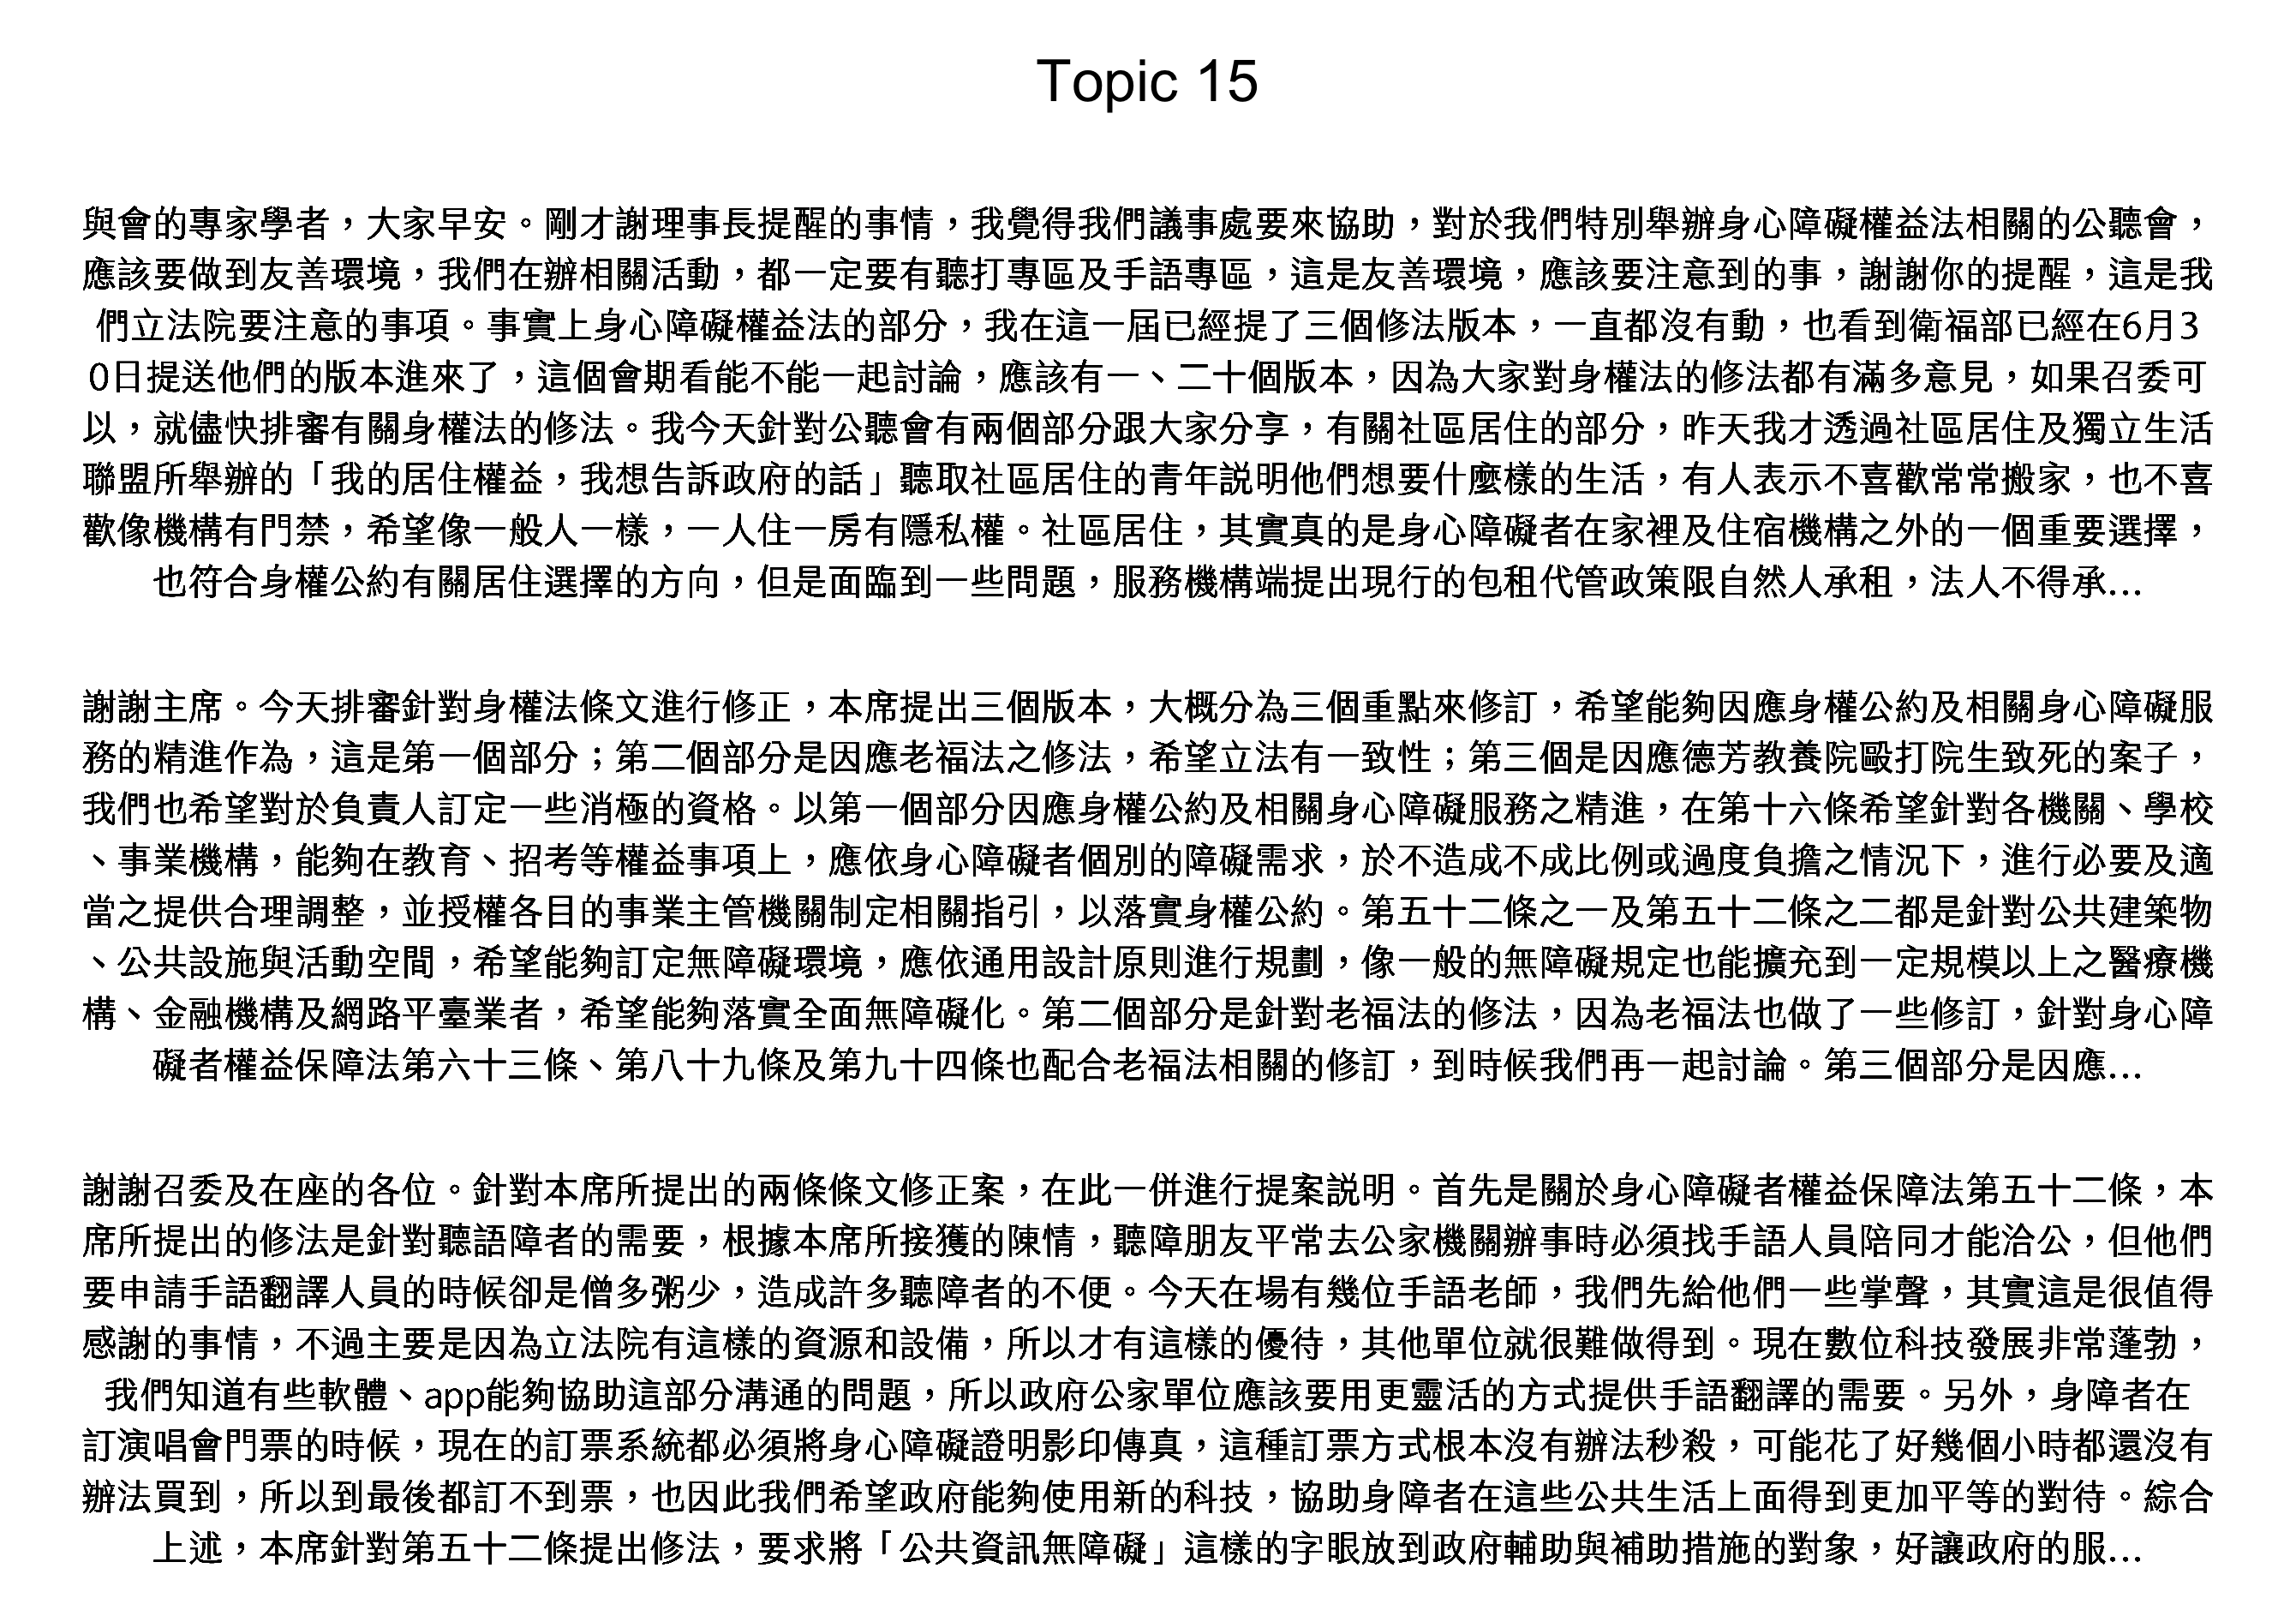 Topic 15
與會的專家學者，大家早安。剛才謝理事長提醒的事情，我覺得我們議事處要來協助，對於我們特別舉辦身心障礙權益法相關的公聽會，
應該要做到友善環境，我們在辦相關活動，都一定要有聽打專區及手語專區，這是友善環境，應該要注意到的事，謝謝你的提醒，這是我
們立法院要注意的事項。事實上身心障礙權益法的部分，我在這一屆已經提了三個修法版本，一直都沒有動，也看到衛福部已經在6月3
0日提送他們的版本進來了，這個會期看能不能一起討論，應該有一、二十個版本，因為大家對身權法的修法都有滿多意見，如果召委可
以，就儘快排審有關身權法的修法。我今天針對公聽會有兩個部分跟大家分享，有關社區居住的部分，昨天我才透過社區居住及獨立生活
聯盟所舉辦的「我的居住權益，我想告訴政府的話」聽取社區居住的青年説明他們想要什麼樣的生活，有人表示不喜歡常常搬家，也不喜
歡像機構有門禁，希望像一般人一樣，一人住一房有隱私權。社區居住，其實真的是身心障礙者在家裡及住宿機構之外的一個重要選擇，
也符合身權公約有關居住選擇的方向，但是面臨到一些問題，服務機構端提出現行的包租代管政策限自然人承租，法人不得承...
謝謝主席。今天排審針對身權法條文進行修正，本席提出三個版本，大概分為三個重點來修訂，希望能夠因應身權公約及相關身心障礙服
務的精進作為，這是第一個部分；第二個部分是因應老福法之修法，希望立法有一致性；第三個是因應德芳教養院毆打院生致死的案子，
我們也希望對於負責人訂定一些消極的資格。以第一個部分因應身權公約及相關身心障礙服務之精進，在第十六條希望針對各機關、學校
、事業機構，能夠在教育、招考等權益事項上，應依身心障礙者個別的障礙需求，於不造成不成比例或過度負擔之情況下，進行必要及適
當之提供合理調整，並授權各目的事業主管機關制定相關指引，以落實身權公約。第五十二條之一及第五十二條之二都是針對公共建築物
、公共設施與活動空間，希望能夠訂定無障礙環境，應依通用設計原則進行規劃，像一般的無障礙規定也能擴充到一定規模以上之醫療機
構、金融機構及網路平臺業者，希望能夠落實全面無障礙化。第二個部分是針對老福法的修法，因為老福法也做了一些修訂，針對身心障
礙者權益保障法第六十三條、第八十九條及第九十四條也配合老福法相關的修訂，到時候我們再一起討論。第三個部分是因應...
謝謝召委及在座的各位。針對本席所提出的兩條條文修正案，在此一併進行提案説明。首先是關於身心障礙者權益保障法第五十二條，本
席所提出的修法是針對聽語障者的需要，根據本席所接獲的陳情，聽障朋友平常去公家機關辦事時必須找手語人員陪同才能洽公，但他們
要申請手語翻譯人員的時候卻是僧多粥少，造成許多聽障者的不便。今天在場有幾位手語老師，我們先給他們一些掌聲，其實這是很值得
感謝的事情，不過主要是因為立法院有這樣的資源和設備，所以才有這樣的優待，其他單位就很難做得到。現在數位科技發展非常蓬勃，
我們知道有些軟體、app能夠協助這部分溝通的問題，所以政府公家單位應該要用更靈活的方式提供手語翻譯的需要。另外，身障者在
訂演唱會門票的時候，現在的訂票系統都必須將身心障礙證明影印傳真，這種訂票方式根本沒有辦法秒殺，可能花了好幾個小時都還沒有
辦法買到，所以到最後都訂不到票，也因此我們希望政府能夠使用新的科技，協助身障者在這些公共生活上面得到更加平等的對待。綜合
上述，本席針對第五十二條提出修法，要求將「公共資訊無障礙」這樣的字眼放到政府輔助與補助措施的對象，好讓政府的服...